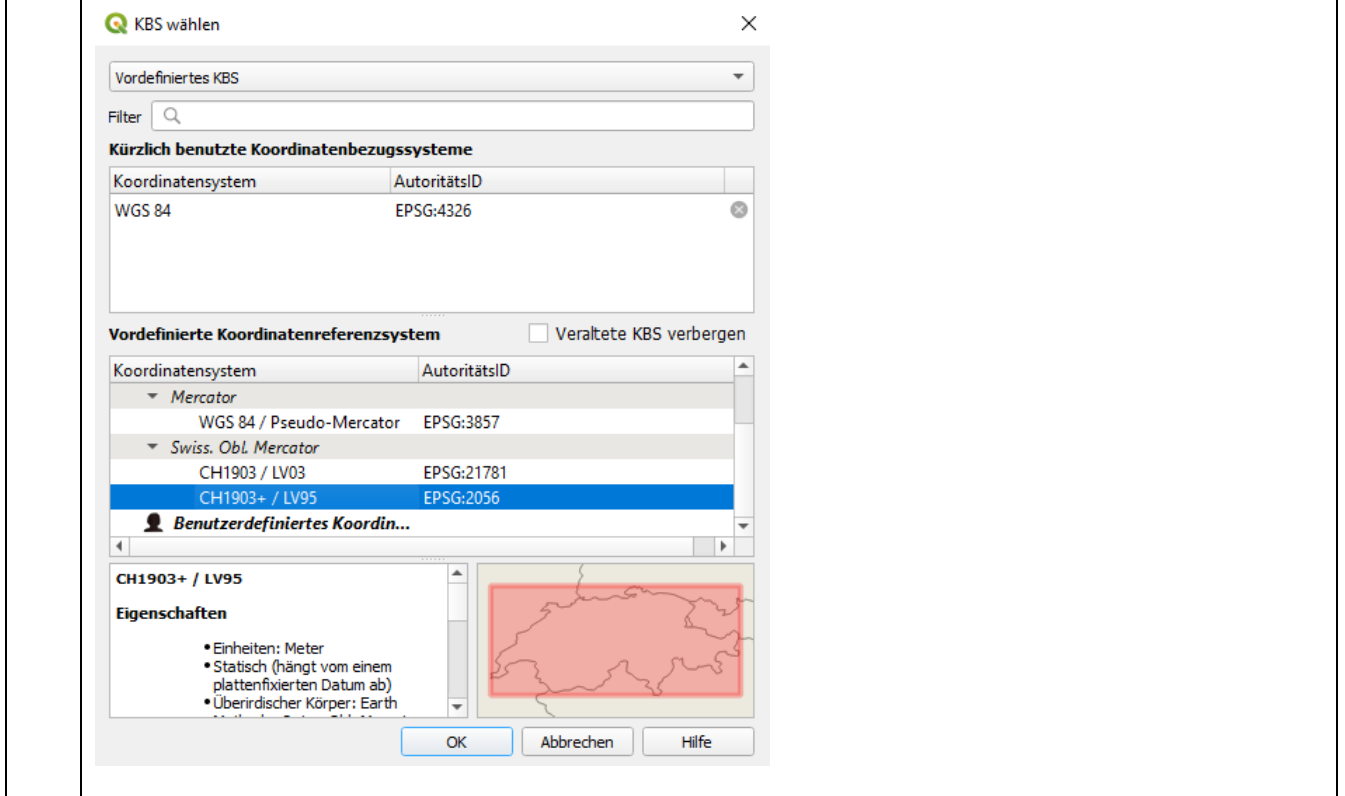 KBS wählen
Vordefiniertes KBS
Filter
Kürzlich benutzte Koordinatenbezugssysteme
Koordinatensystem AutoritätsID
WGS 84 EPSG:4326
Vordefinierte Koordinatenreferenzsystem Veraltete KBS verbergen
Koordinatensystem AutoritätsID
Mercator
WGS 84 / Pseudo-Mercator EPSG:3857
Swiss. Obl. Mercator
CH1903 / LV03 EPSG:21781
CH1903+ / LV95 EPSG:2056
Benutzerdefiniertes Koordin...
CH1903+ / LV95
Eigenschaften
• Einheiten: Meter
• Statisch (hängt vom einem
plattenfixierten Datum ab)
• Überirdischer Körper: Earth
OK Abbrechen Hilfe